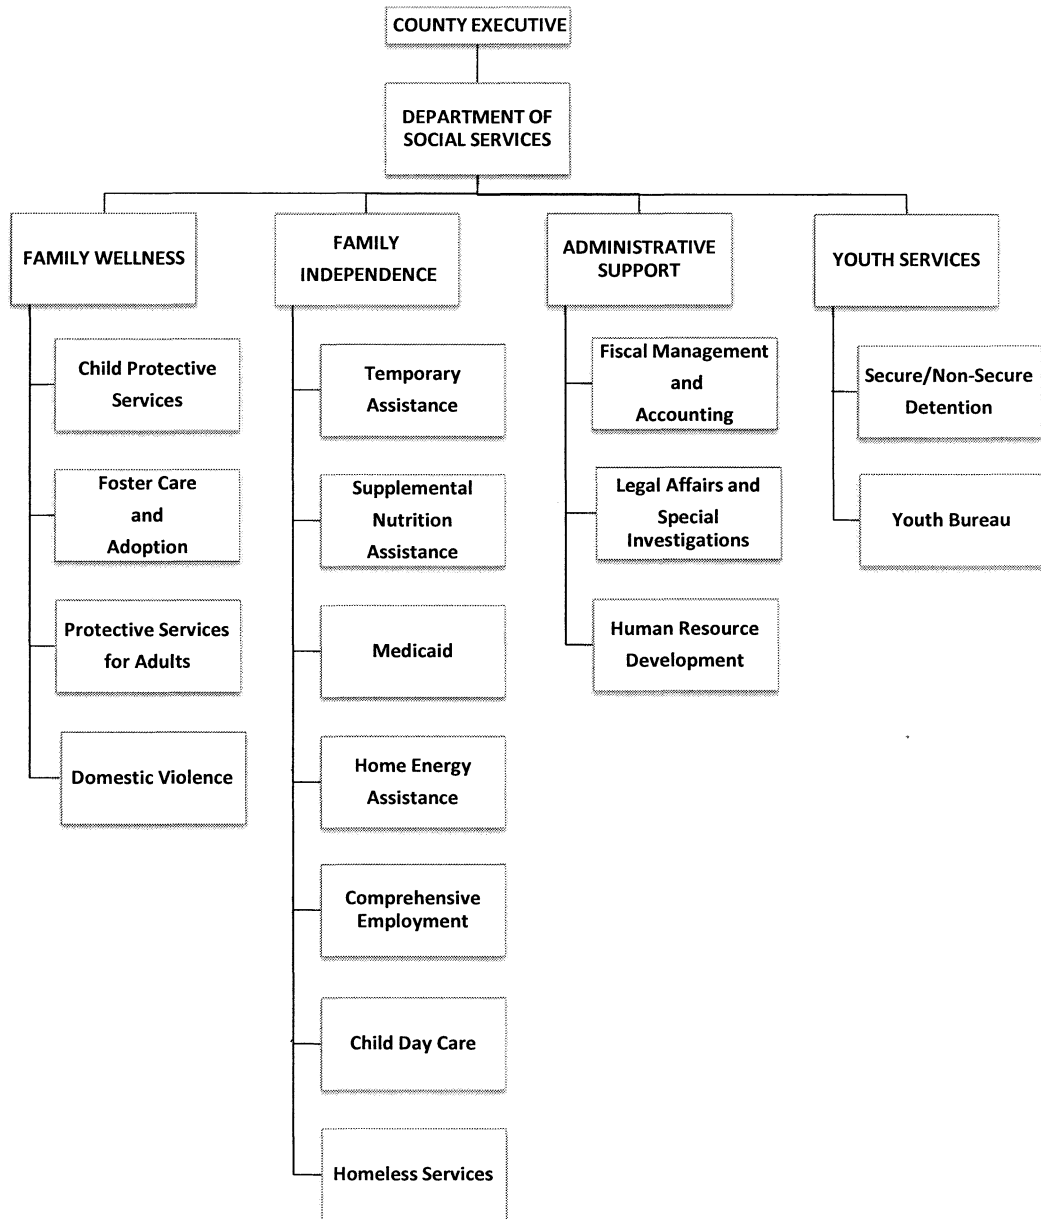 COUNTY EXECUTIVE
DEPARTMENT OF
SOCIAL SERVICES
FAMILY WELLNESS
FAMILY
INDEPENDENCE
ADMINISTRATIVE
SUPPORT
YOUTH SERVICES
Child Protective
Services
Foster Care
and
Adoption
Protective Services
for Adults
Domestic Violence
Temporary
Assistance
Supplemental
Nutrition
Assistance
Medicaid
Home Energy
Assistance
Comprehensive
Employment
Child Day Care
Homeless Services
Fiscal Management
and
Accounting
Legal Affairs and
Special
Investigations
Human Resource
Development
Secure/Non-Secure
Detention
Youth Bureau